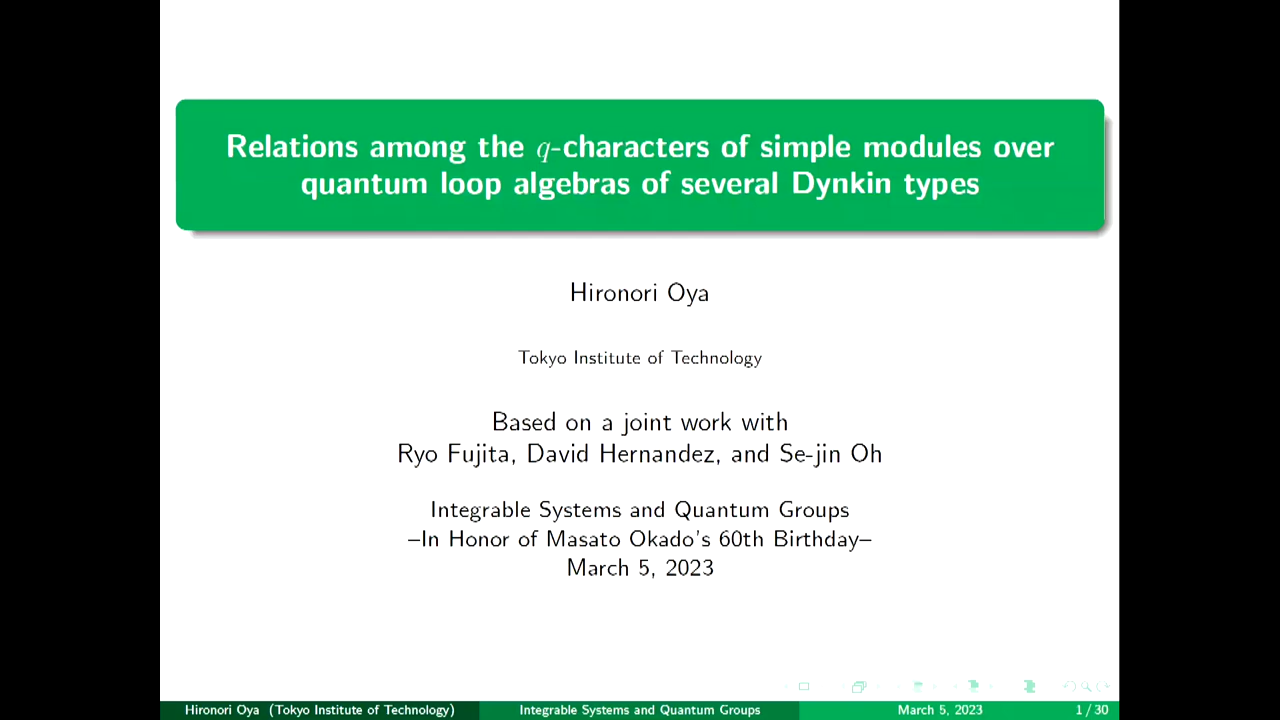 Relations among the q-characters of simple modules over
quantum loop algebras of several Dynkin types
Hironori Oya
Tokyo Institute of Technology
Based on a joint work with
Ryo Fujita, David Hernandez, and Se-jin Oh
Integrable Systems and Quantum Groups
–In Honor of Masato Okado's 60th Birthday–
March 5, 2023
Hironori Oya (Tokyo Institute of Technology) Integrable Systems and Quantum Groups March 5, 2023 1 / 30